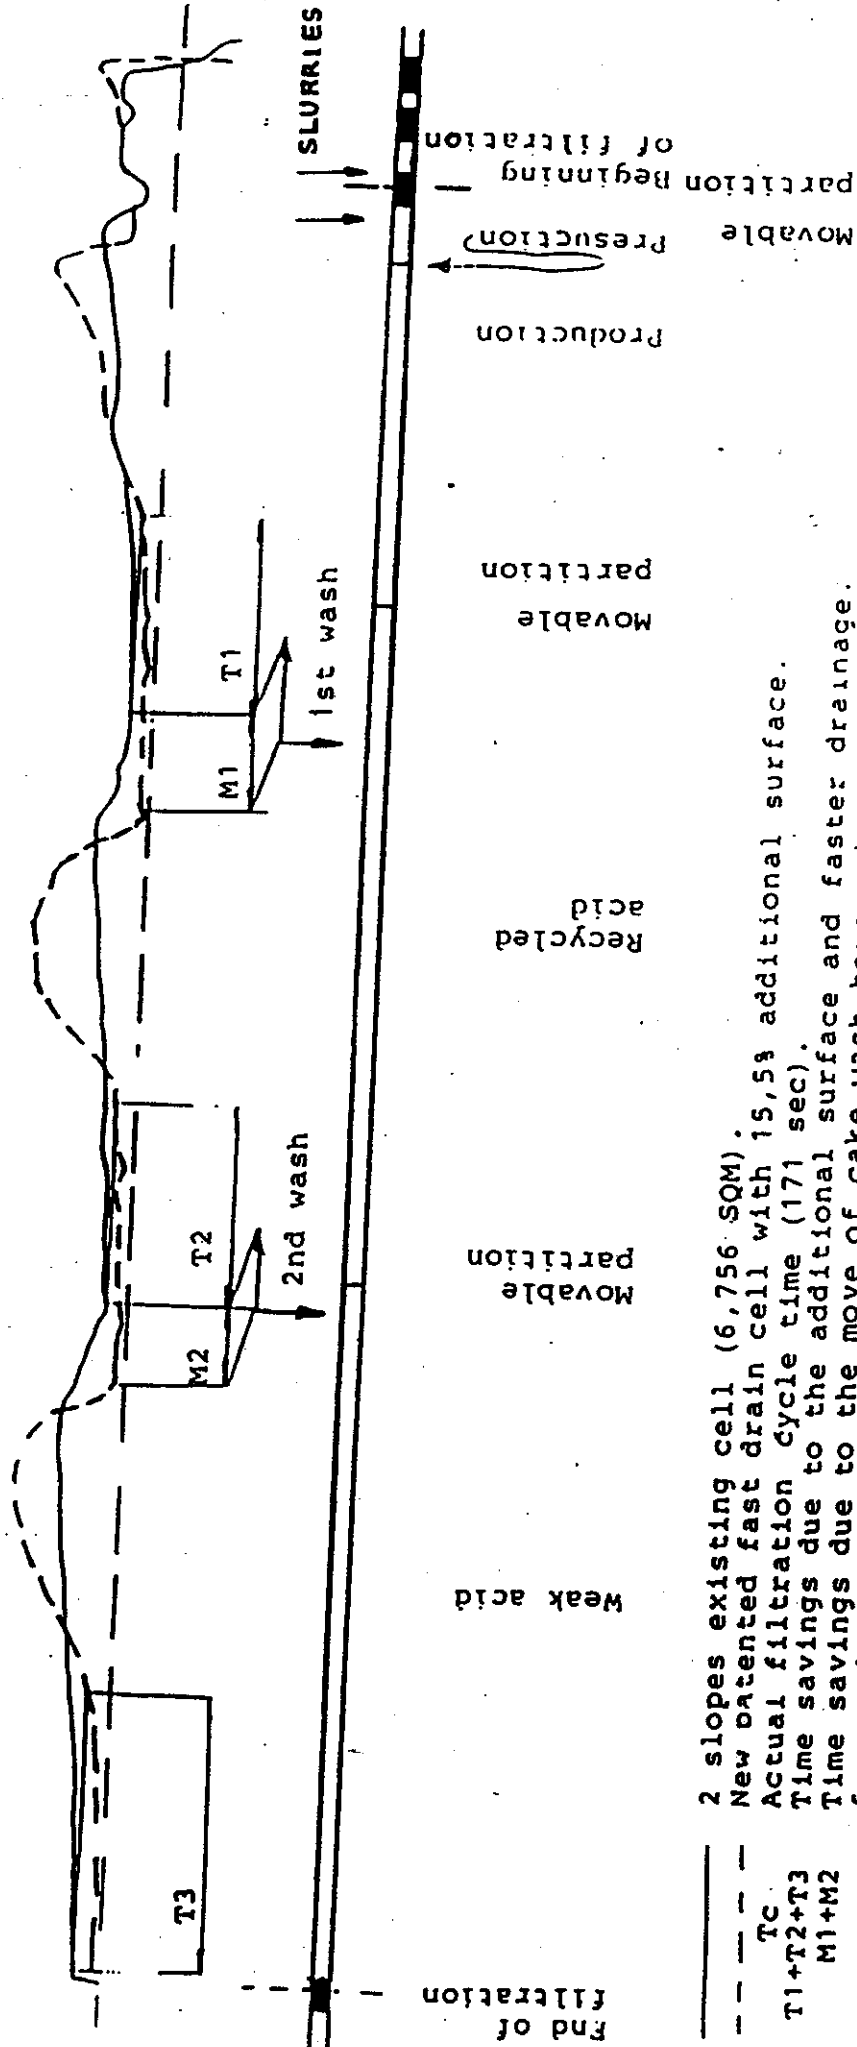 SLURRIES
Beginning
of filtration
Movable
partition
Presuction
Production
Movable
partition
1st wash
M1
T1
Recycled
acid
2nd wash
M2
T2
Movable
partition
Weak acid
T3
End of
filtration
2 slopes existing cell (6,756 SQM).
New patented fast drain cell with 15,5% additional surface.
Tc Actual filtration cycle time (171 sec).
T1+T2+T3 Time savings due to the additional surface and faster drainage.
M1+M2 Time savings due to the move of cake wash